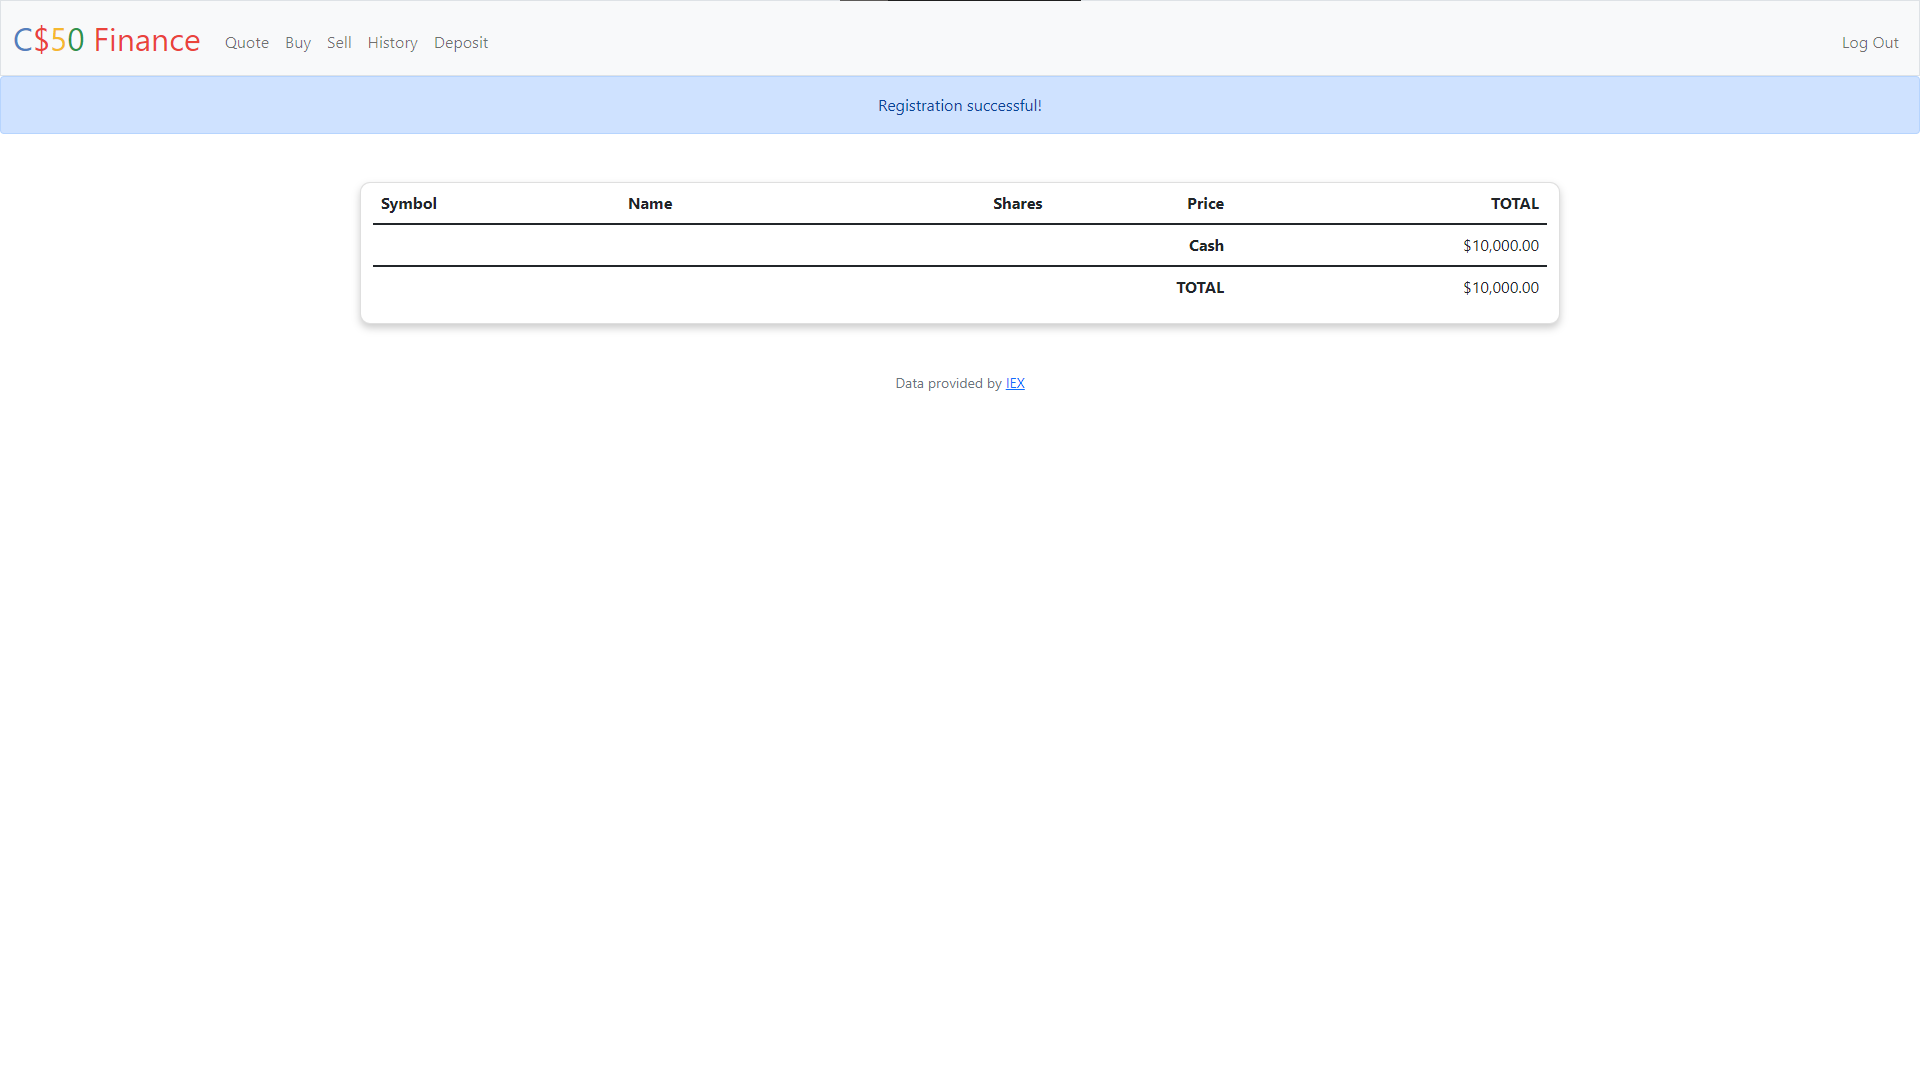 C$50 Finance Quote Buy Sell History Deposit Log Out
Registration successful!
Symbol Name Shares Price TOTAL
Cash $10,000.00
TOTAL $10,000.00
Data provided by IEX